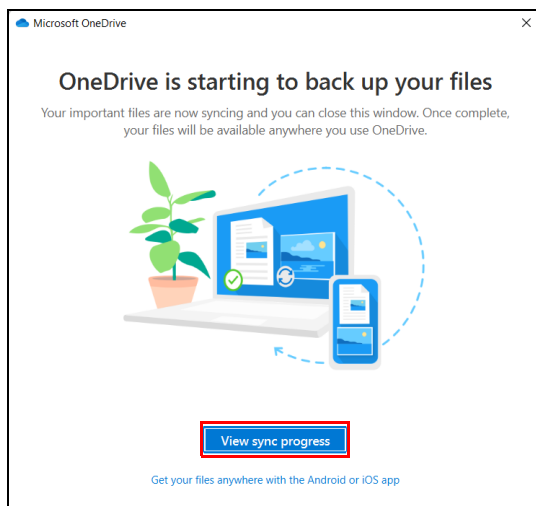 Microsoft OneDrive
OneDrive is starting to back up your files
Your important files are now syncing and you can close this window. Once complete,
your files will be available anywhere you use OneDrive.
View sync progress
Get your files anywhere with the Android or iOS app